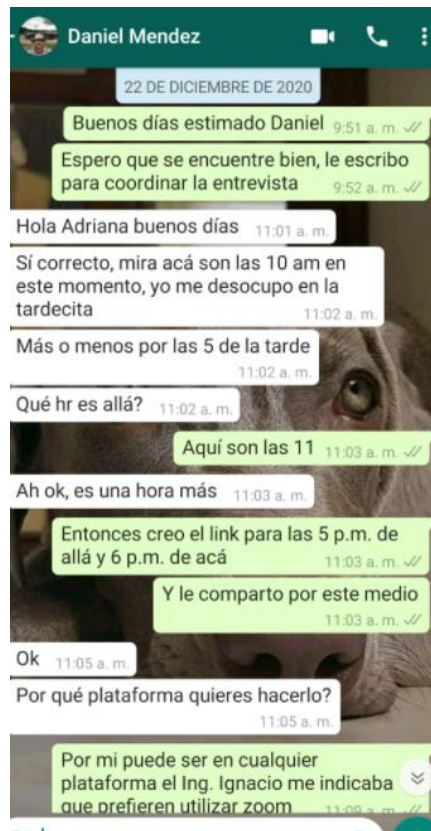 Daniel Mendez
22 DE DICIEMBRE DE 2020
Buenos días estimado Daniel 9:51 a. m.
Espero que se encuentre bien, le escribo
para coordinar la entrevista 9:52 a. m.
Hola Adriana buenos días 11:01 a. m.
Sí correcto, mira acá son las 10 am en
este momento, yo me desocupo en la
tardecita 11:02 a. m.
Más o menos por las 5 de la tarde
11:02 a. m.
Qué hr es allá? 11:02 a. m.
Aquí son las 11 11:03 a. m.
Ah ok, es una hora más 11:03 a. m.
Entonces creo el link para las 5 p.m. de
allá y 6 p.m. de acá 11:03 a. m.
Y le comparto por este medio
11:03 a. m.
Ok 11:05 a. m.
Por qué plataforma quieres hacerlo?
11:05 a. m.
Por mi puede ser en cualquier
plataforma el Ing. Ignacio me indicaba
que prefieren utilizar zoom 11:09 a. m.